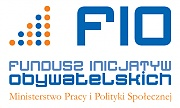 FIO
FUNDUSZ INICJATYW
OBYWATELSKICH
Ministerstwo Pracy i Polityki Społecznej